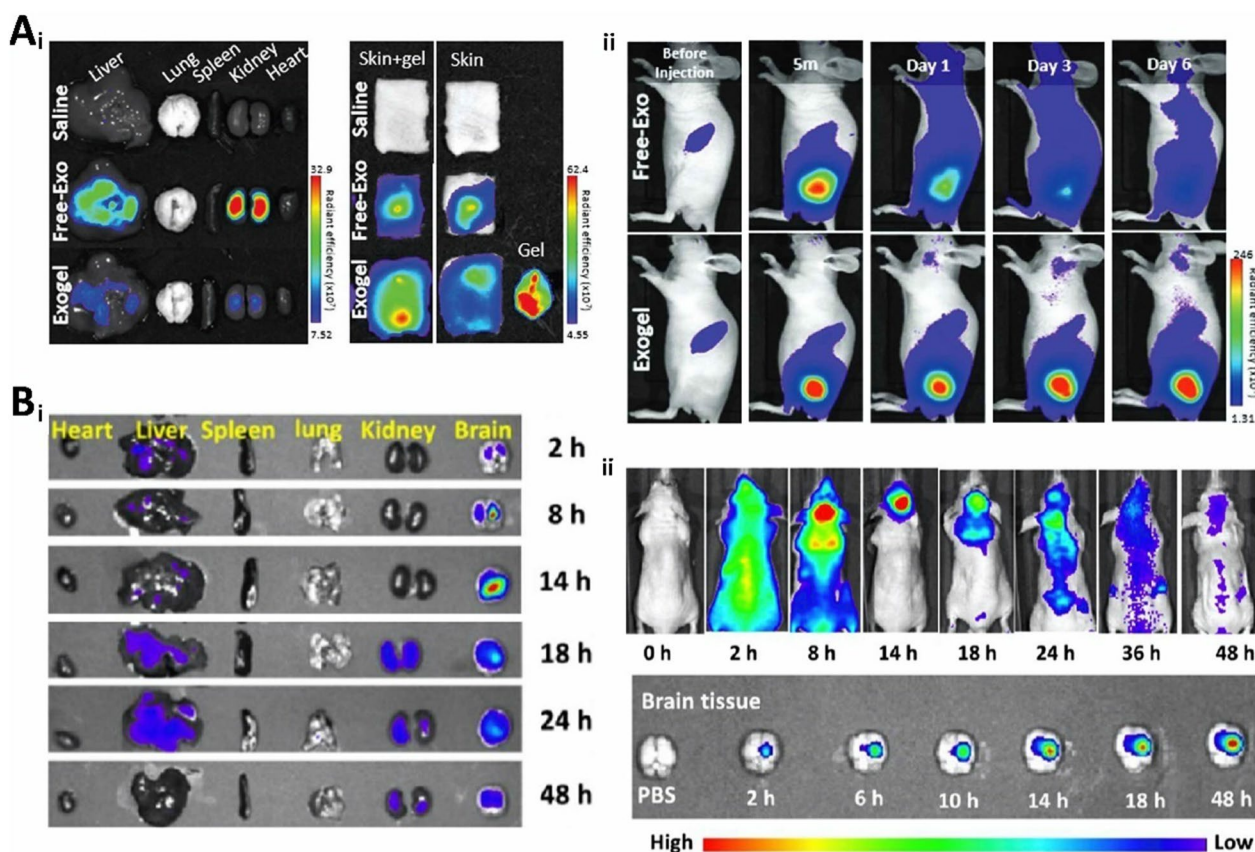 A i
Liver Lung Spleen Kidney Heart
Saline
Free-Exo
Exogel
32.9
Radiant efficiency (x10⁷)
7.52
Skin+gel Skin
Saline
Free-Exo
Exogel
Gel
62.4
Radiant efficiency (x10⁷)
4.55
ii
Before Injection 5m Day 1 Day 3 Day 6
Free-Exo
Exogel
246
Radiant efficiency (x10⁷)
1.31
B i
Heart Liver Spleen lung Kidney Brain
2 h
8 h
14 h
18 h
24 h
48 h
ii
0 h 2 h 8 h 14 h 18 h 24 h 36 h 48 h
Brain tissue
PBS 2 h 6 h 10 h 14 h 18 h 48 h
High Low